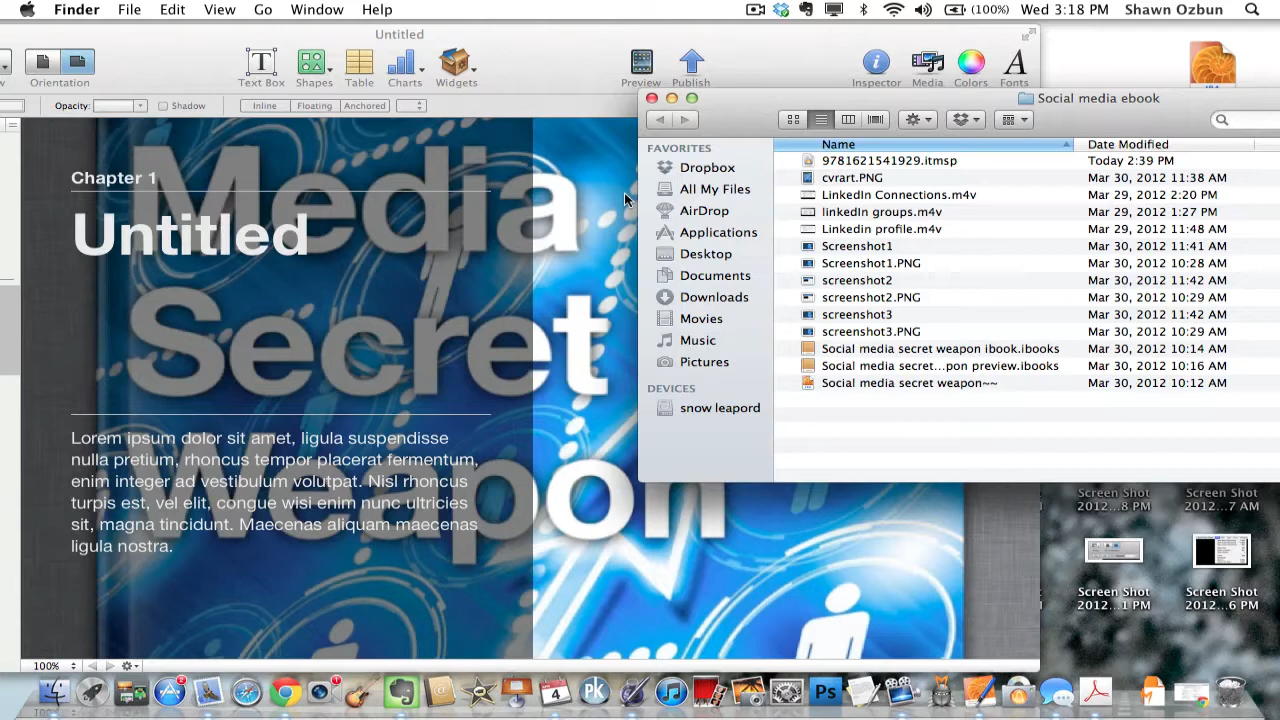 Finder File Edit View Go Window Help (100%) Wed 3:18 PM Shawn Ozbun
Untitled
Orientation Text Box Shapes Table Charts Widgets Preview Publish Inspector Media Colors Fonts
Opacity: Shadow Inline Floating Anchored
Social media ebook
FAVORITES
Dropbox
All My Files
AirDrop
Applications
Desktop
Documents
Downloads
Movies
Music
Pictures
DEVICES
snow leapord
Name Date Modified
9781621541929.itmsp Today 2:39 PM
cvrart.PNG Mar 30, 2012 11:38 AM
LinkedIn Connections.m4v Mar 29, 2012 2:20 PM
linkedIn groups.m4v Mar 29, 2012 1:27 PM
Linkedin profile.m4v Mar 29, 2012 11:48 AM
Screenshot1 Mar 30, 2012 11:41 AM
Screenshot1.PNG Mar 30, 2012 10:28 AM
screenshot2 Mar 30, 2012 11:42 AM
screenshot2.PNG Mar 30, 2012 10:29 AM
screenshot3 Mar 30, 2012 11:42 AM
screenshot3.PNG Mar 30, 2012 10:29 AM
Social media secret weapon ibook.ibooks Mar 30, 2012 10:14 AM
Social media secret...pon preview.ibooks Mar 30, 2012 10:16 AM
Social media secret weapon~~ Mar 30, 2012 10:12 AM
Media
Chapter 1
Untitled
Secret
Weapon
Lorem ipsum dolor sit amet, ligula suspendisse
nulla pretium, rhoncus tempor placerat fermentum,
enim integer ad vestibulum volutpat. Nisl rhoncus
turpis est, vel elit, congue wisi enim nunc ultricies
sit, magna tincidunt. Maecenas aliquam maecenas
ligula nostra.
Screen Shot
2012...8 PM
Screen Shot
2012...7 AM
Screen Shot
2012...1 PM
Screen Shot
2012...6 PM
100%
2
1
4
pk
Ps